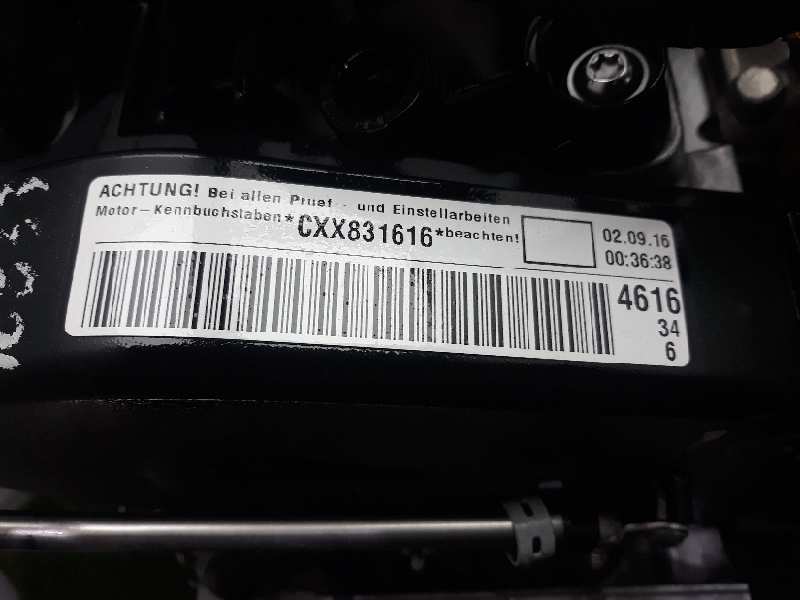 ACHTUNG! Bei allen Pruef - und Einstellarbeiten
Motor-Kennbuchstaben*CXX831616*beachten!
02.09.16
00:36:38
4616
34
6